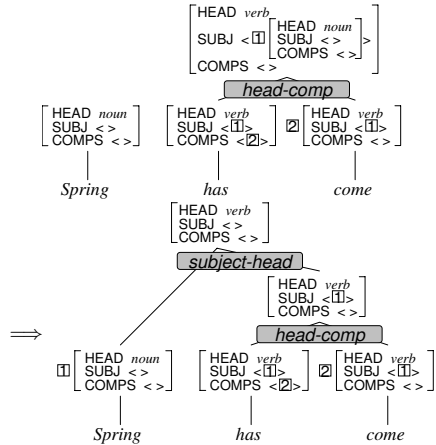 HEAD verb
SUBJ < 1 HEAD noun
SUBJ < >
COMPS < > >
COMPS < >
head-comp
HEAD noun
SUBJ < >
COMPS < >
HEAD verb
SUBJ < 1 >
COMPS < 2 >
2 HEAD verb
SUBJ < 1 >
COMPS < >
Spring has come
HEAD verb
SUBJ < >
COMPS < >
subject-head
HEAD verb
SUBJ < 1 >
COMPS < >
head-comp
⟹
1 HEAD noun
SUBJ < >
COMPS < >
HEAD verb
SUBJ < 1 >
COMPS < 2 >
2 HEAD verb
SUBJ < 1 >
COMPS < >
Spring has come